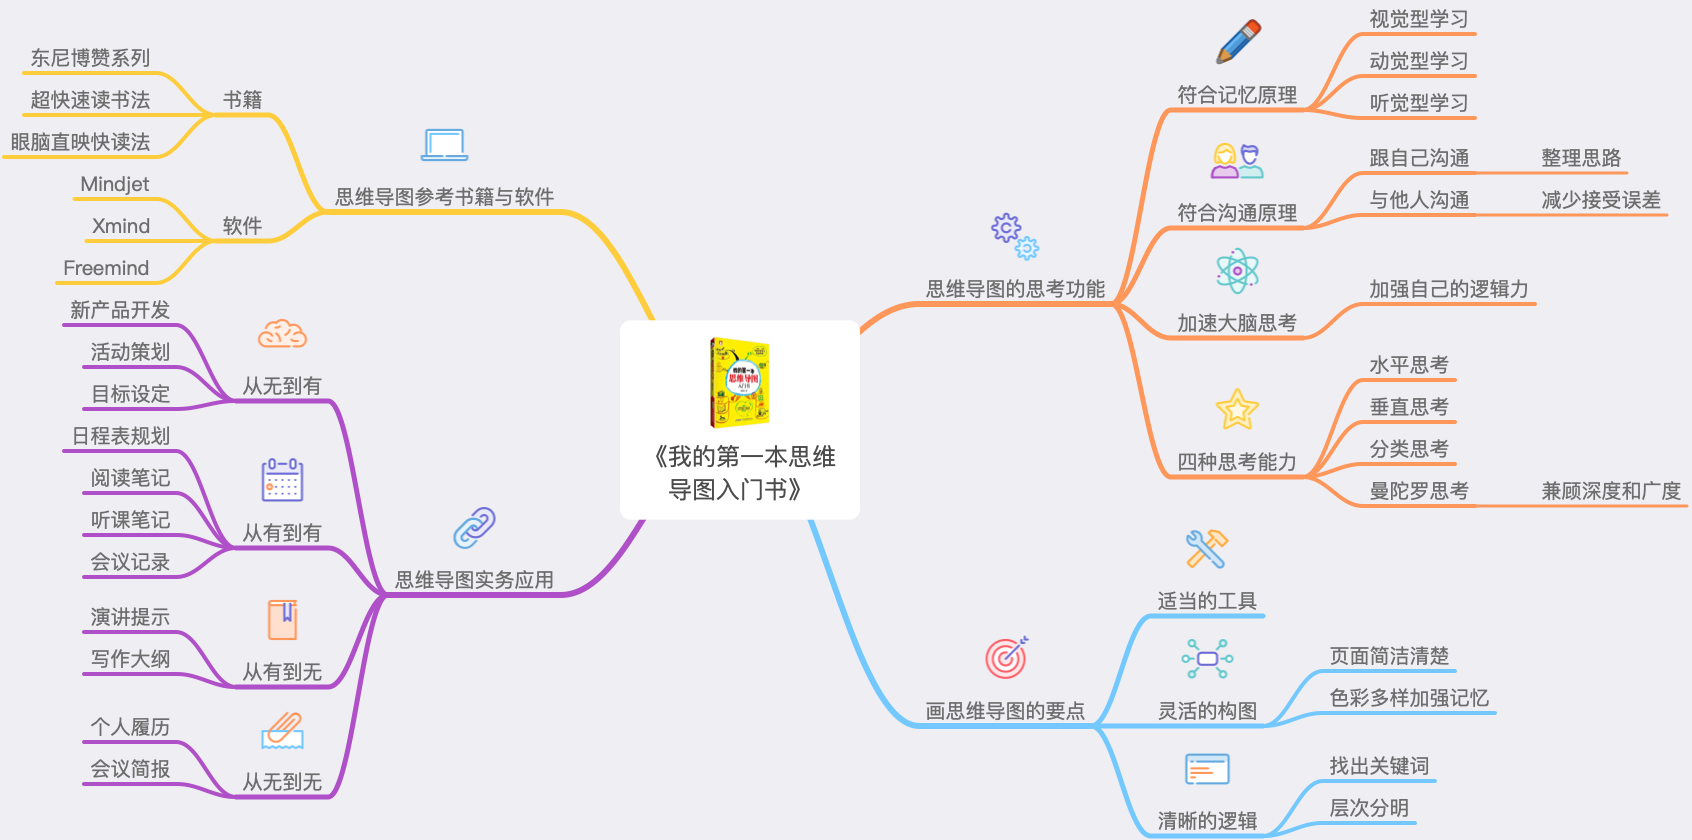 《我的第一本思维
导图入门书》
思维导图的思考功能
符合记忆原理
视觉型学习
动觉型学习
听觉型学习
符合沟通原理
跟自己沟通
整理思路
与他人沟通
减少接受误差
加速大脑思考
加强自己的逻辑力
四种思考能力
水平思考
垂直思考
分类思考
曼陀罗思考
兼顾深度和广度
画思维导图的要点
适当的工具
灵活的构图
页面简洁清楚
色彩多样加强记忆
清晰的逻辑
找出关键词
层次分明
思维导图参考书籍与软件
书籍
东尼博赞系列
超快速读书法
眼脑直映快读法
软件
Mindjet
Xmind
Freemind
思维导图实务应用
从无到有
新产品开发
活动策划
目标设定
从有到有
日程表规划
阅读笔记
听课笔记
会议记录
从有到无
演讲提示
写作大纲
从无到无
个人履历
会议简报
我的第一本
思维导图